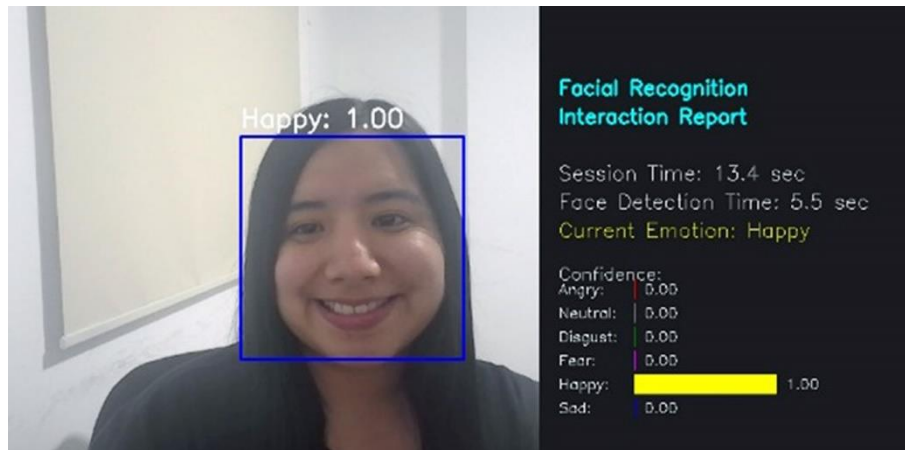 Happy: 1.00
Facial Recognition
Interaction Report
Session Time: 13.4 sec
Face Detection Time: 5.5 sec
Current Emotion: Happy
Confidence:
Angry: 0.00
Neutral: 0.00
Disgust: 0.00
Fear: 0.00
Happy: 1.00
Sad: 0.00